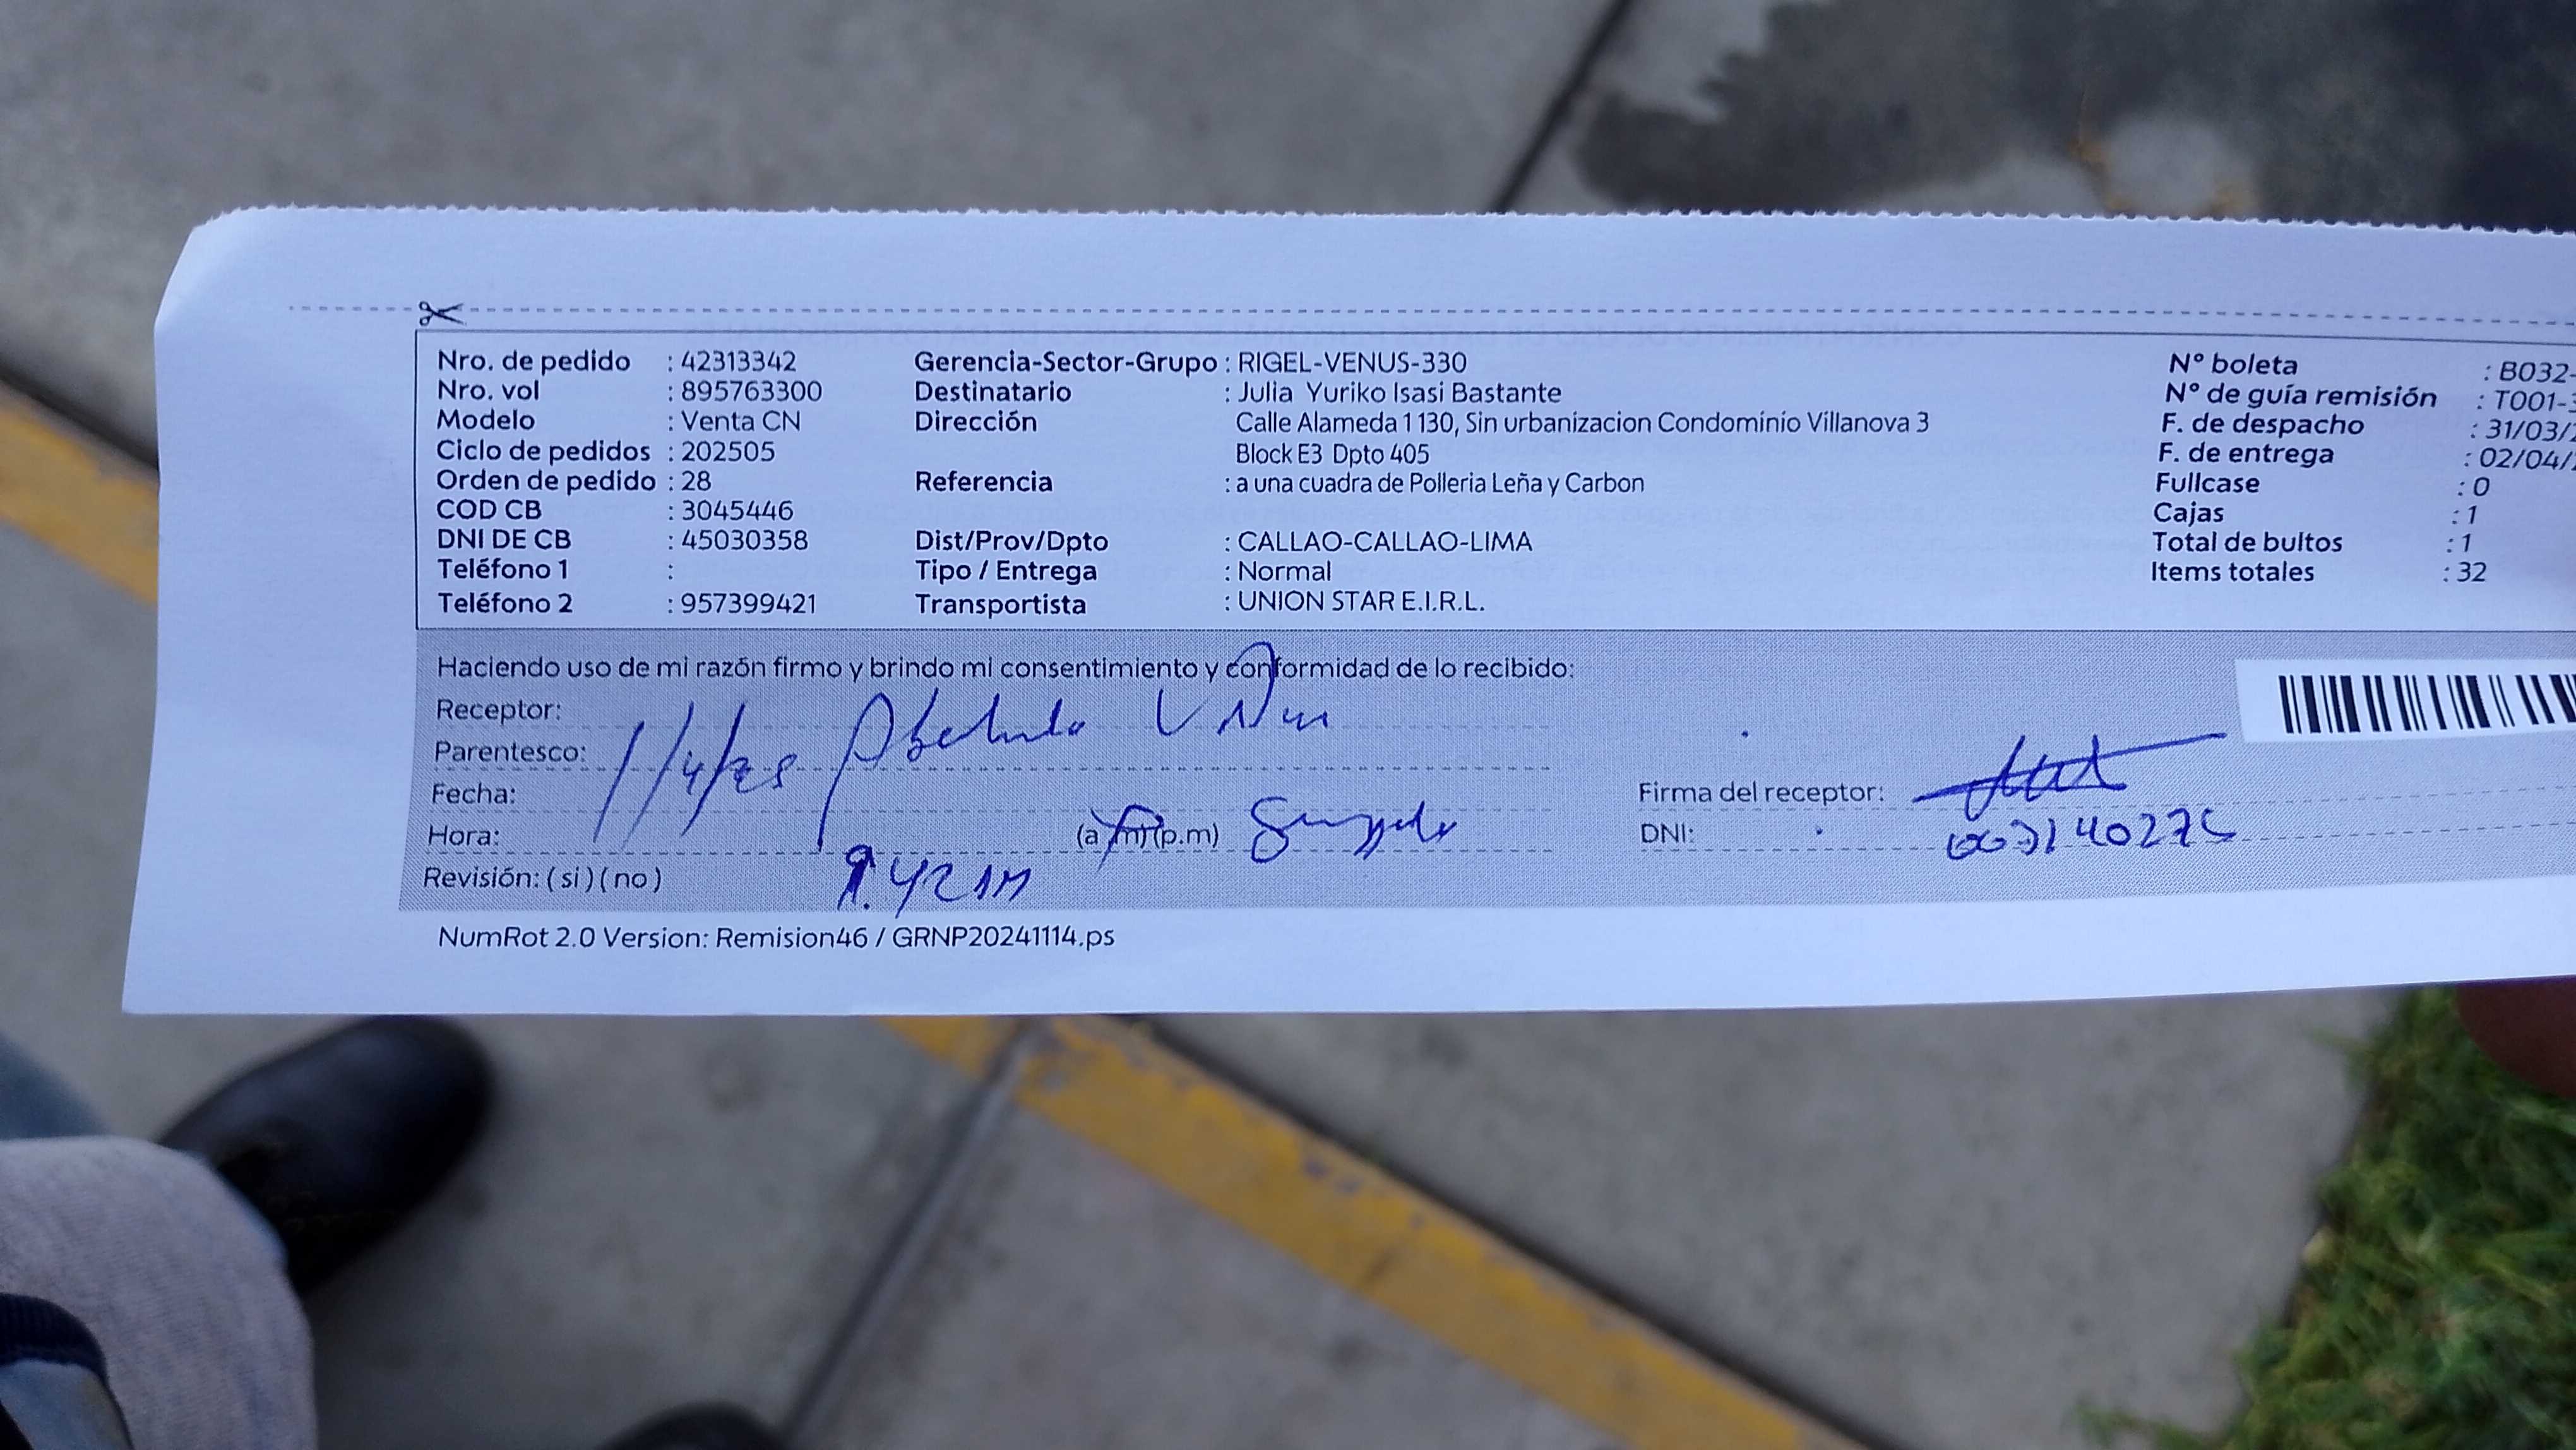 Nro. de pedido : 42313342 Gerencia-Sector-Grupo : RIGEL-VENUS-330 N° boleta : B032-
Nro. vol : 895763300 Destinatario : Julia Yuriko Isasi Bastante N° de guía remisión : T001-
Modelo : Venta CN Dirección Calle Alameda 1 130, Sin urbanizacion Condominio Villanova 3 F. de despacho : 31/03/
Ciclo de pedidos : 202505 Block E3 Dpto 405 F. de entrega : 02/04/
Orden de pedido : 28 Referencia : a una cuadra de Polleria Leña y Carbon Fullcase : 0
COD CB : 3045446 Cajas : 1
DNI DE CB : 45030358 Dist/Prov/Dpto : CALLAO-CALLAO-LIMA Total de bultos : 1
Teléfono 1 : Tipo / Entrega : Normal Items totales : 32
Teléfono 2 : 957399421 Transportista : UNION STAR E.I.R.L.
Haciendo uso de mi razón firmo y brindo mi consentimiento y conformidad de lo recibido:
Receptor:
Parentesco: 1/4/25
Fecha: Firma del receptor:
Hora: (a.m)(p.m) DNI:
Revisión: ( si ) ( no )
NumRot 2.0 Version: Remision46 / GRNP20241114.ps